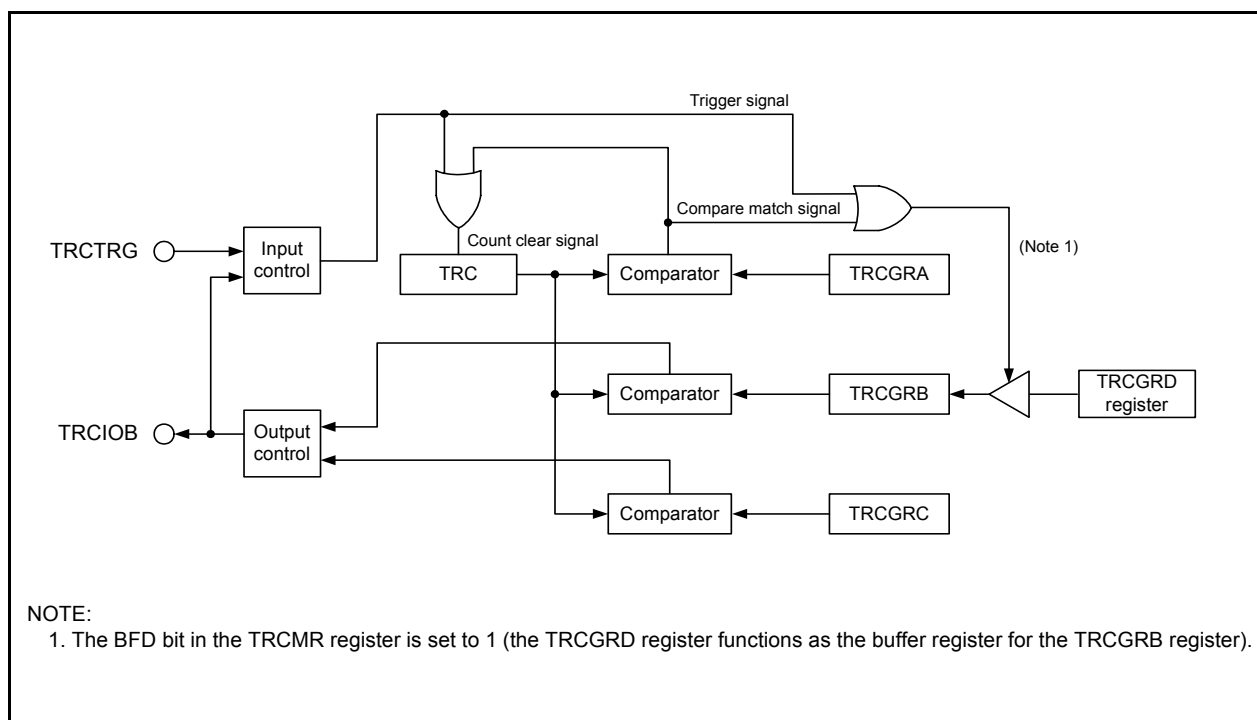 Trigger signal
Compare match signal
TRCTRG
Input
control
Count clear signal
(Note 1)
TRC
Comparator
TRCGRA
Comparator
TRCGRB
TRCGRD
register
TRCIOB
Output
control
Comparator
TRCGRC
NOTE:
1. The BFD bit in the TRCMR register is set to 1 (the TRCGRD register functions as the buffer register for the TRCGRB register).